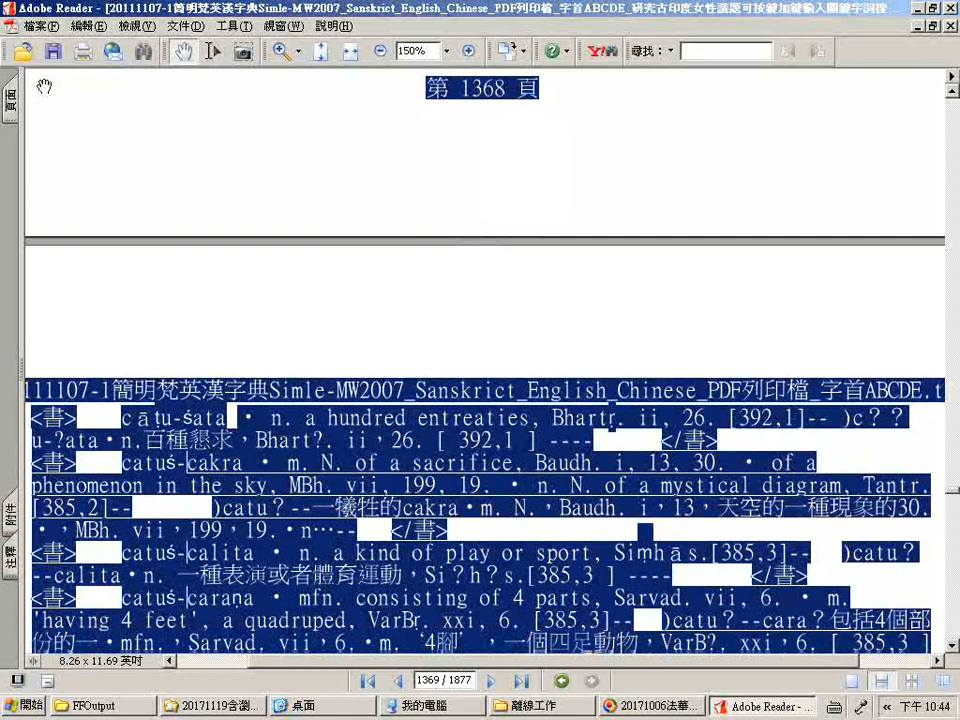 Adobe Reader - [20111107-1簡明梵英漢字典Simle-MW2007_Sanskrict_English_Chinese_PDF列印檔_字首ABCDE_研究古印度女性議題可按鍵加鍵輸入關鍵字詞搜
檔案(F) 編輯(E) 檢視(V) 文件(D) 工具(T) 視窗(W) 說明(H)
150% Y! 尋找：
頁面
第 1368 頁
111107-1簡明梵英漢字典Simle-MW2007_Sanskrict_English_Chinese_PDF列印檔_字首ABCDE.t
<書> cāṭu-śata • n. a hundred entreaties, Bhartṛ. ii, 26. [392,1]-- )c？？
u-?ata・n.百種懇求，Bhart?. ii，26. [ 392,1 ] ---- </書>
<書> catuś-cakra • m. N. of a sacrifice, Baudh. i, 13, 30. • of a
phenomenon in the sky, MBh. vii, 199, 19. • n. N. of a mystical diagram, Tantr.
[385,2]-- )catu？--一犧牲的cakra・m. N.，Baudh. i，13，天空的一種現象的30.
・，MBh. vii，199，19.・n…-- </書>
<書> catuś-calita • n. a kind of play or sport, Siṃhās.[385,3]-- )catu？
--calita・n. 一種表演或者體育運動，Si？h？s.[385,3 ] ---- </書>
<書> catuś-caraṇa • mfn. consisting of 4 parts, Sarvad. vii, 6. • m.
'having 4 feet', a quadruped, VarBṛ. xxi, 6. [385,3]-- )catu？--cara？包括4個部
份的一・mfn.，Sarvad. vii，6.・m. '4腳'，一個四足動物，VarB?. xxi，6. [ 385,3 ]
附件
注釋
8.26 x 11.69 英吋
1369 / 1877
開始 FFOutput 20171119含瀏... 桌面 我的電腦 離線工作 20171006法華... Adobe Reader - ... 下午 10:44